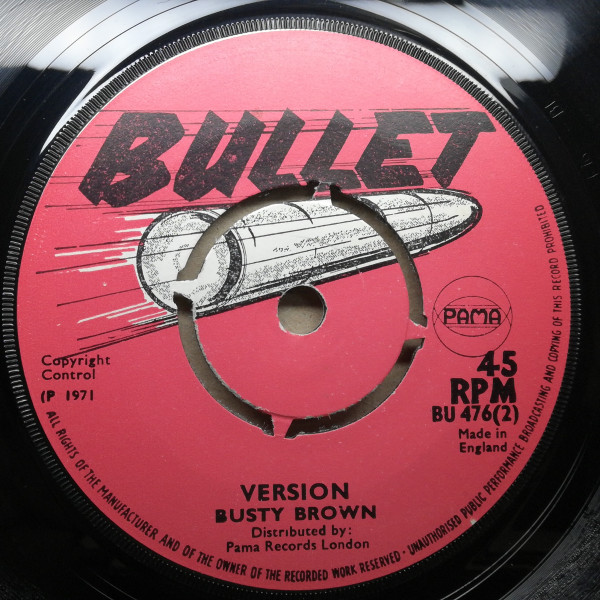 BULLET
PAMA
Copyright
Control
(P 1971
45
RPM
BU 476(2)
Made in
England
VERSION
BUSTY BROWN
Distributed by:
Pama Records London
ALL RIGHTS OF THE MANUFACTURER AND OF THE OWNER OF THE RECORDED WORK RESERVED - UNAUTHORISED PUBLIC PERFORMANCE BROADCASTING AND COPYING OF THIS RECORD PROHIBITED